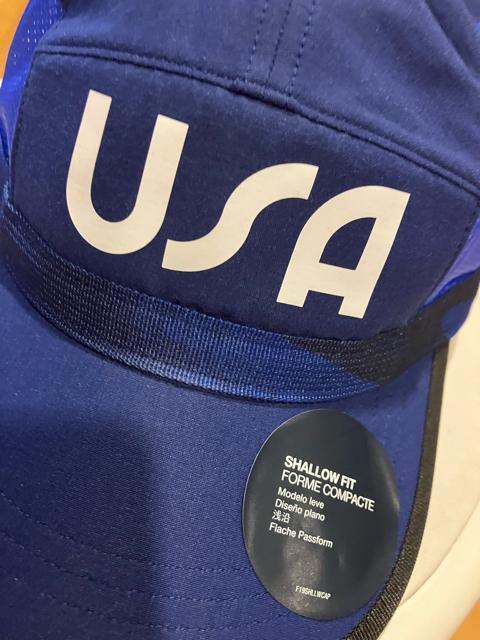 USA
SHALLOW FIT
FORME COMPACTE
Modelo leve
Diseño plano
浅沿
Flache Passform
F19SHLLWCAP